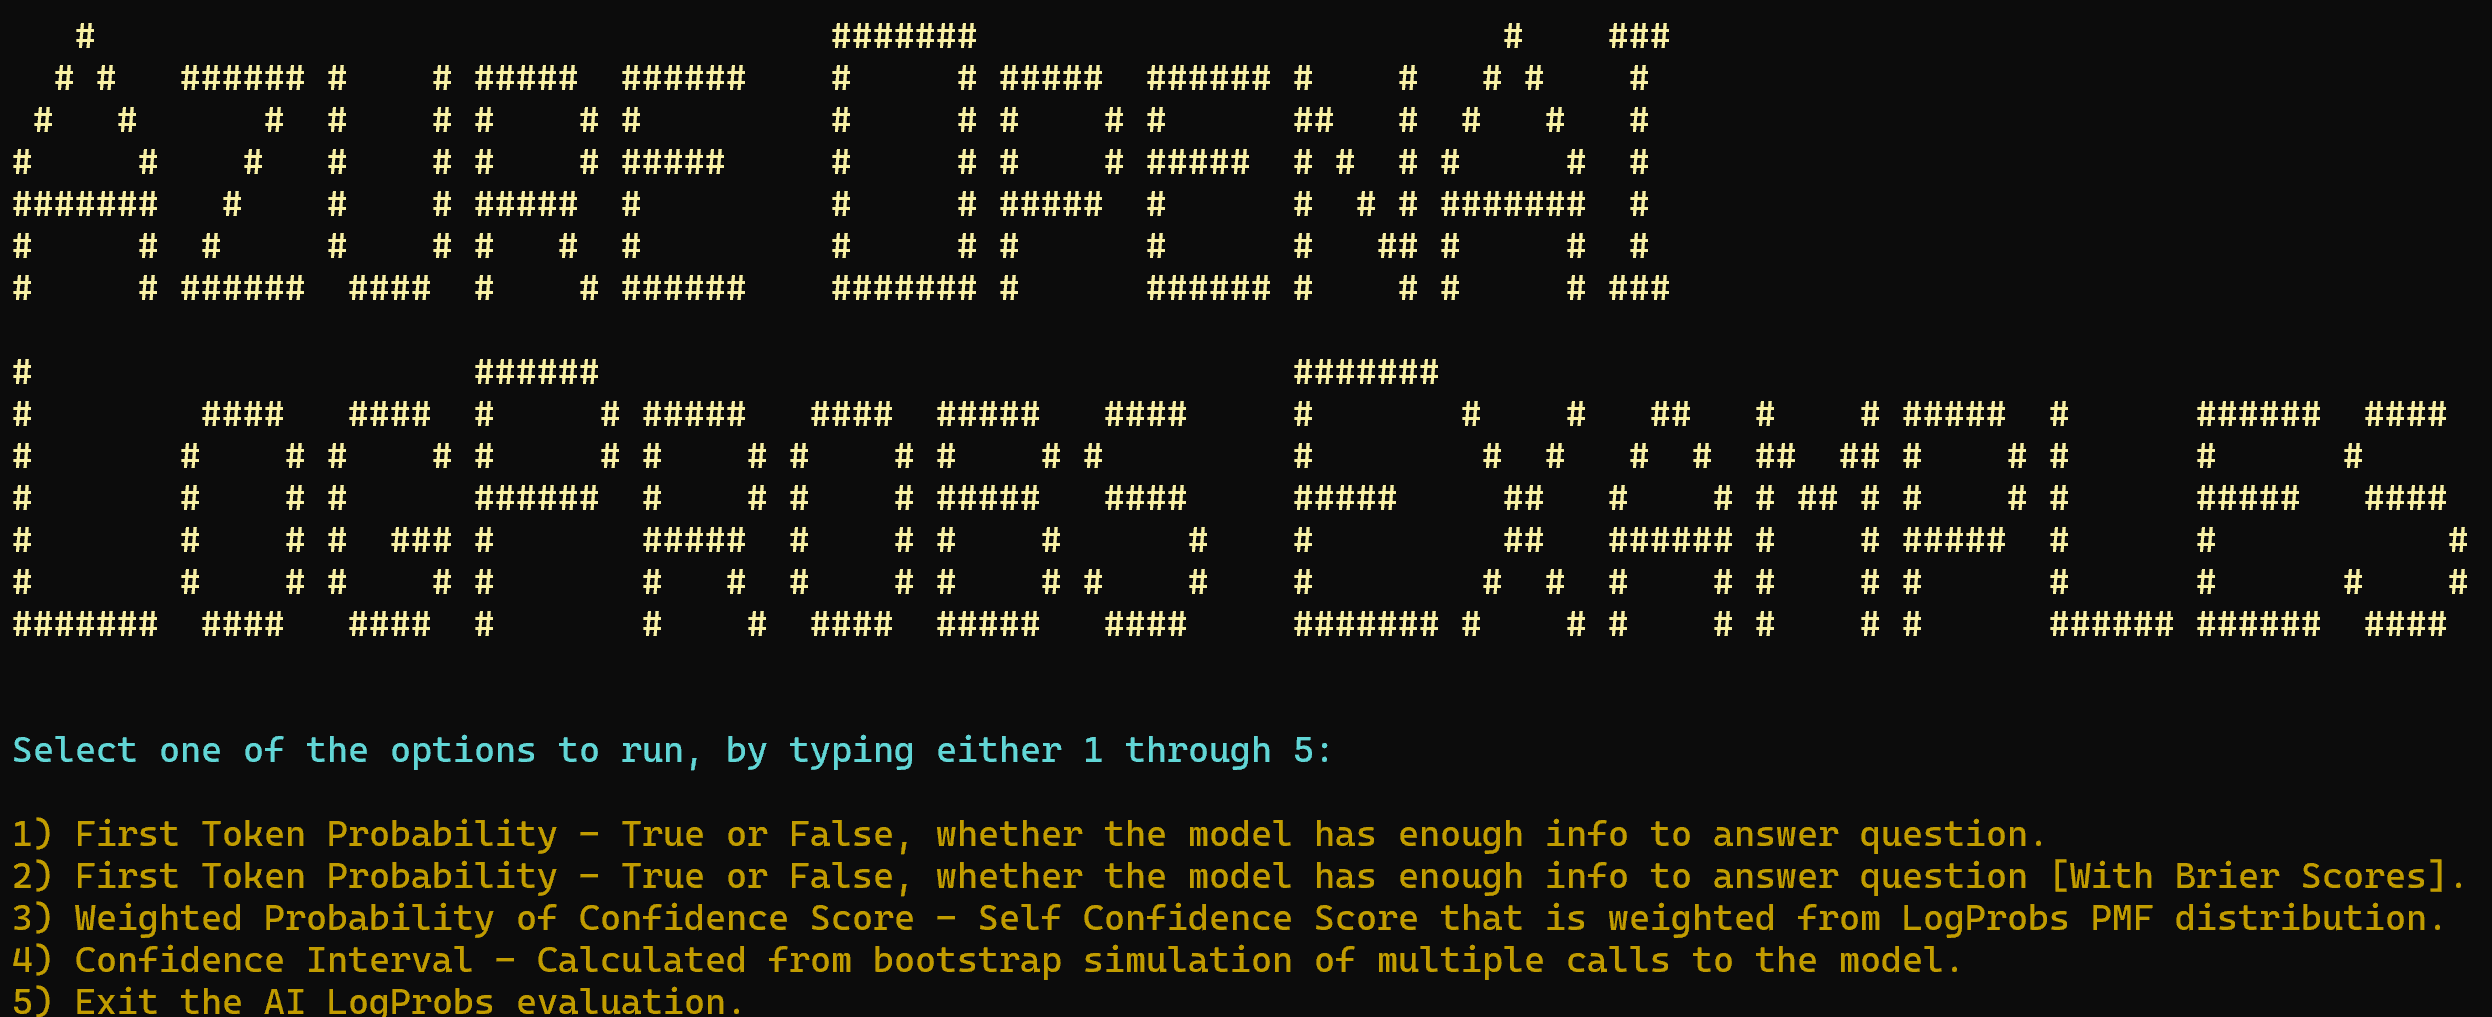 Azure OpenAI
LogProbs Examples
Select one of the options to run, by typing either 1 through 5:
1) First Token Probability - True or False, whether the model has enough info to answer question.
2) First Token Probability - True or False, whether the model has enough info to answer question [With Brier Scores].
3) Weighted Probability of Confidence Score - Self Confidence Score that is weighted from LogProbs PMF distribution.
4) Confidence Interval - Calculated from bootstrap simulation of multiple calls to the model.
5) Exit the AI LogProbs evaluation.